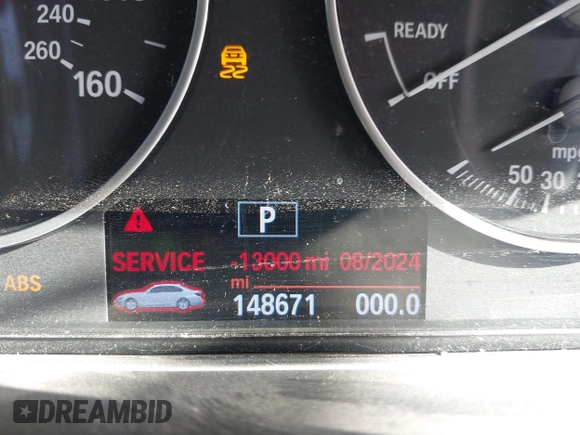 240
260
160
READY
OFF
mpg
50 30
P
SERVICE -13000 mi 08/2024
mi
ABS
148671 000.0
DREAMBID